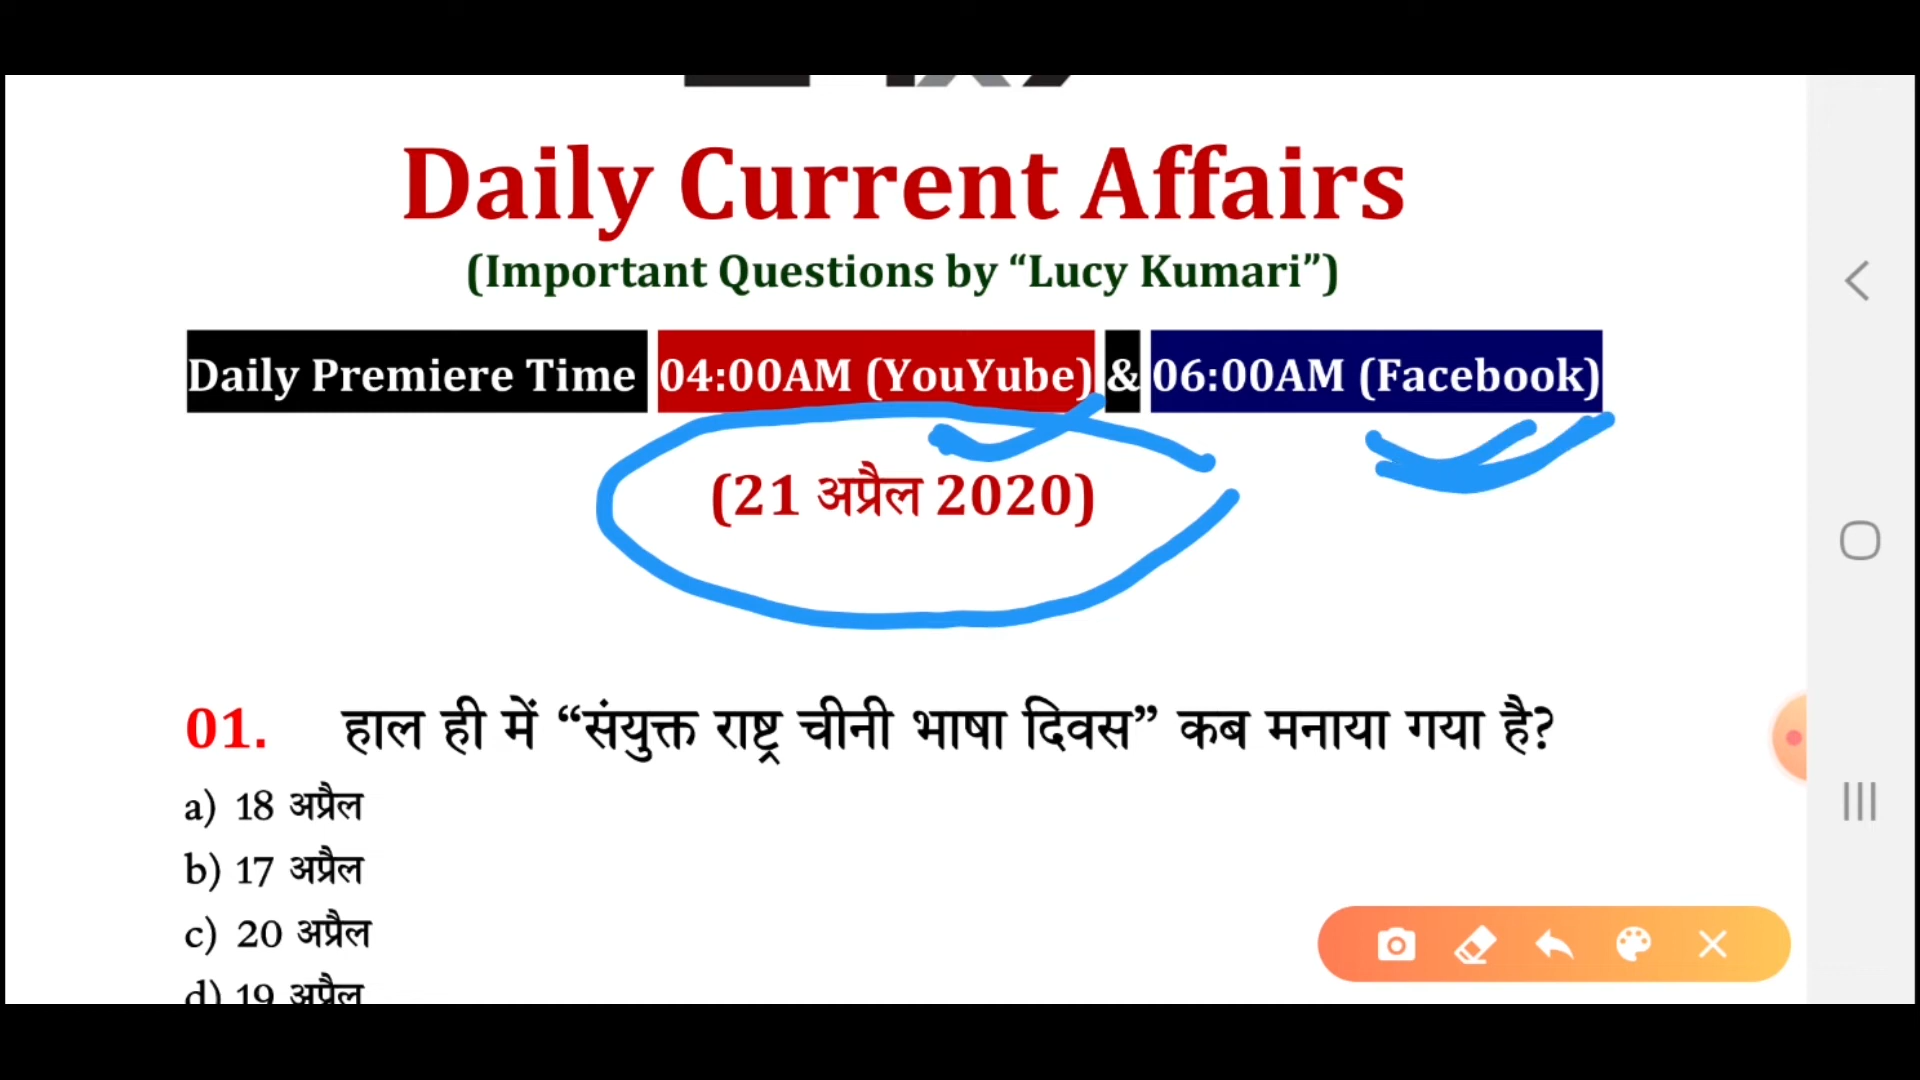 Daily Current Affairs
(Important Questions by “Lucy Kumari”)
Daily Premiere Time 04:00AM (YouYube) & 06:00AM (Facebook)
(21 अप्रैल 2020)
01. हाल ही में “संयुक्त राष्ट्र चीनी भाषा दिवस” कब मनाया गया है?
a) 18 अप्रैल
b) 17 अप्रैल
c) 20 अप्रैल
d) 19 अप्रैल